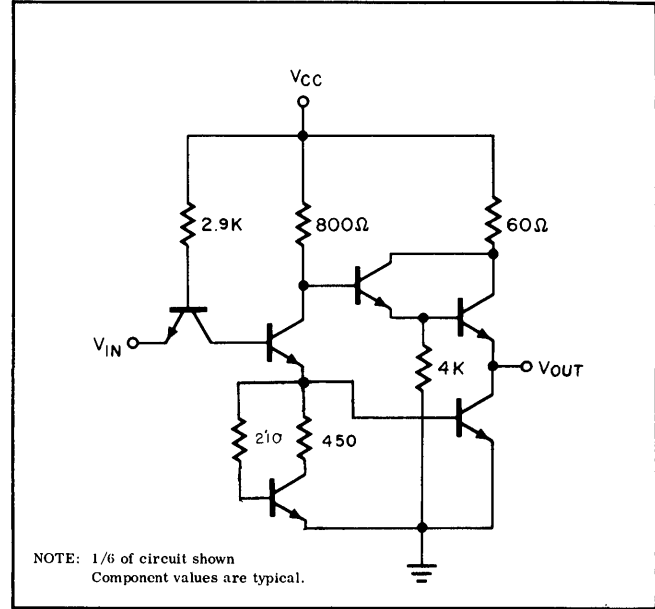 VCC
2.9K
800Ω
60Ω
VIN
4K
VOUT
450
NOTE: 1/6 of circuit shown
Component values are typical.